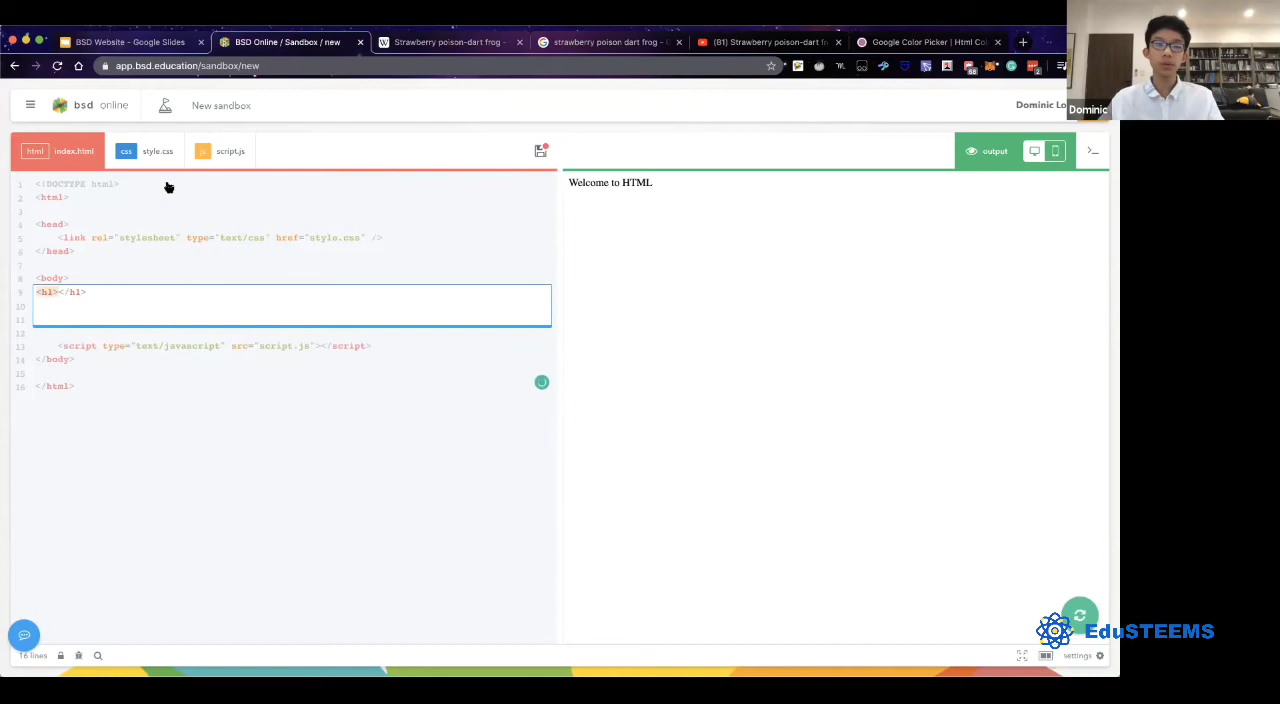 BSD Website - Google Slides
BSD Online / Sandbox / new
Strawberry poison-dart frog -
strawberry poison dart frog -
(81) Strawberry poison-dart fr
Google Color Picker | Html Col
app.bsd.education/sandbox/new
68
2
bsd online
New sandbox
Dominic Lo
Dominic
html index.html
css style.css
js script.js
output
>_
1 <!DOCTYPE html>
2 <html>
3
4 <head>
5 <link rel="stylesheet" type="text/css" href="style.css" />
6 </head>
7
8 <body>
9 <h1></h1>
10
11
12
13 <script type="text/javascript" src="script.js"></script>
14 </body>
15
16 </html>
Welcome to HTML
EduSTEEMS
16 lines
settings